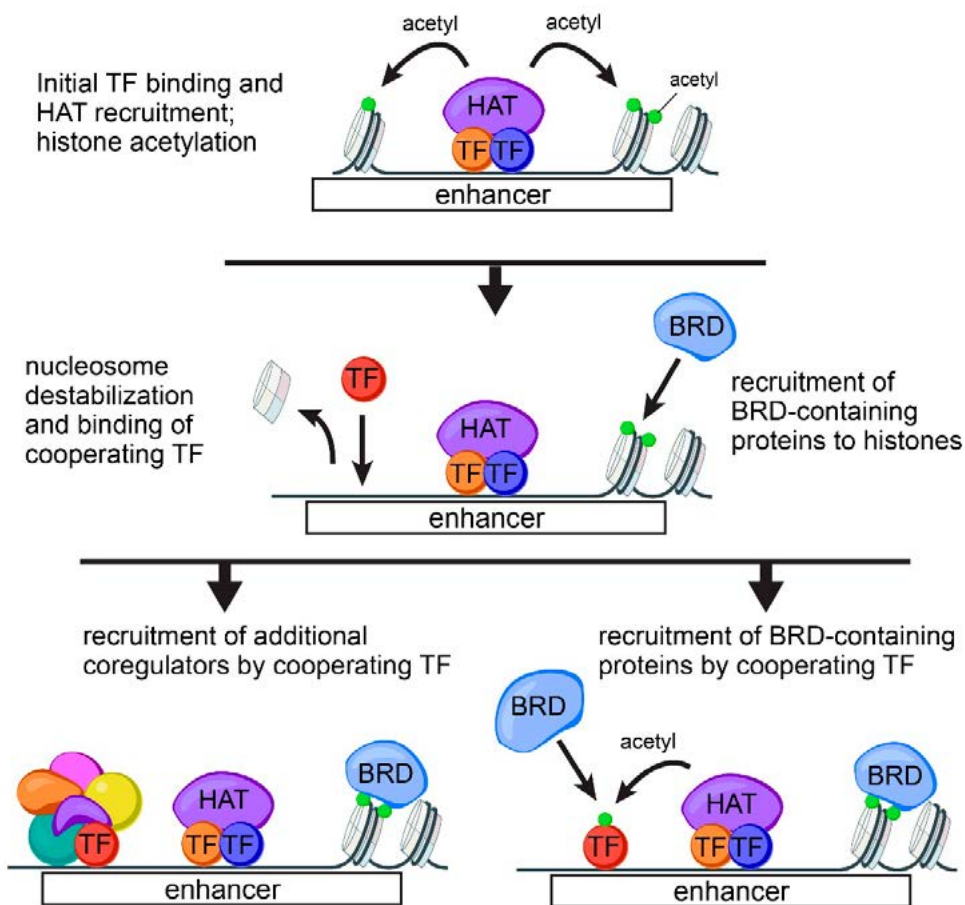 acetyl
acetyl
Initial TF binding and
HAT recruitment;
histone acetylation
HAT
acetyl
TF TF
enhancer
BRD
nucleosome
destabilization
and binding of
cooperating TF
TF
recruitment of
BRD-containing
proteins to histones
HAT
TF TF
enhancer
recruitment of additional
coregulators by cooperating TF
recruitment of BRD-containing
proteins by cooperating TF
BRD
HAT
TF
TF TF
enhancer
BRD
acetyl
BRD
HAT
TF
TF TF
enhancer